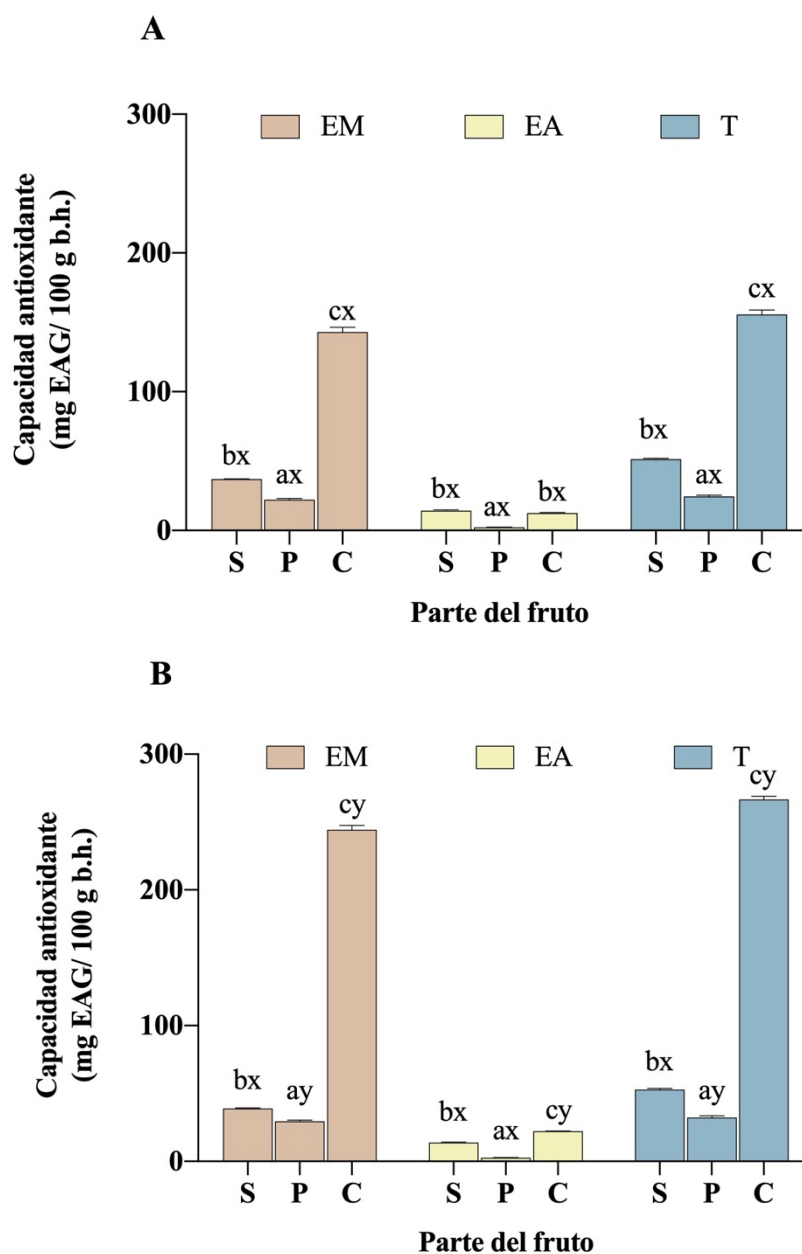 A
300
EM EA T
cx cx
200
100
bx ax bx ax bx bx ax
0
S P C S P C S P C
Parte del fruto
Capacidad antioxidante
(mg EAG/ 100 g b.h.)
B
300
EM EA T
cy cy
200
100
bx ay bx ax cy bx ay
0
S P C S P C S P C
Parte del fruto
Capacidad antioxidante
(mg EAG/ 100 g b.h.)